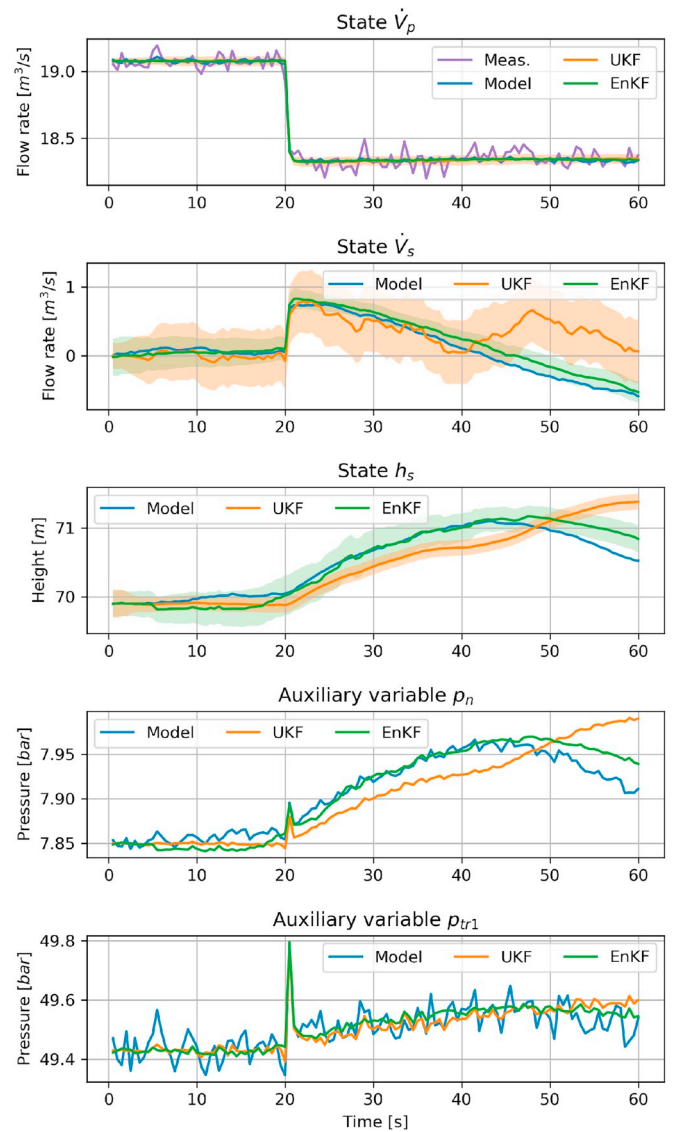 State V̇ₚ
Flow rate [m³/s]
19.0
18.5
Meas.
Model
UKF
EnKF
0 10 20 30 40 50 60
State V̇ₛ
Flow rate [m³/s]
1
0
Model UKF EnKF
0 10 20 30 40 50 60
State hₛ
Height [m]
71
70
Model UKF EnKF
0 10 20 30 40 50 60
Auxiliary variable pₙ
Pressure [bar]
7.95
7.90
7.85
Model UKF EnKF
0 10 20 30 40 50 60
Auxiliary variable pₜᵣ₁
Pressure [bar]
49.8
49.6
49.4
Model UKF EnKF
0 10 20 30 40 50 60
Time [s]